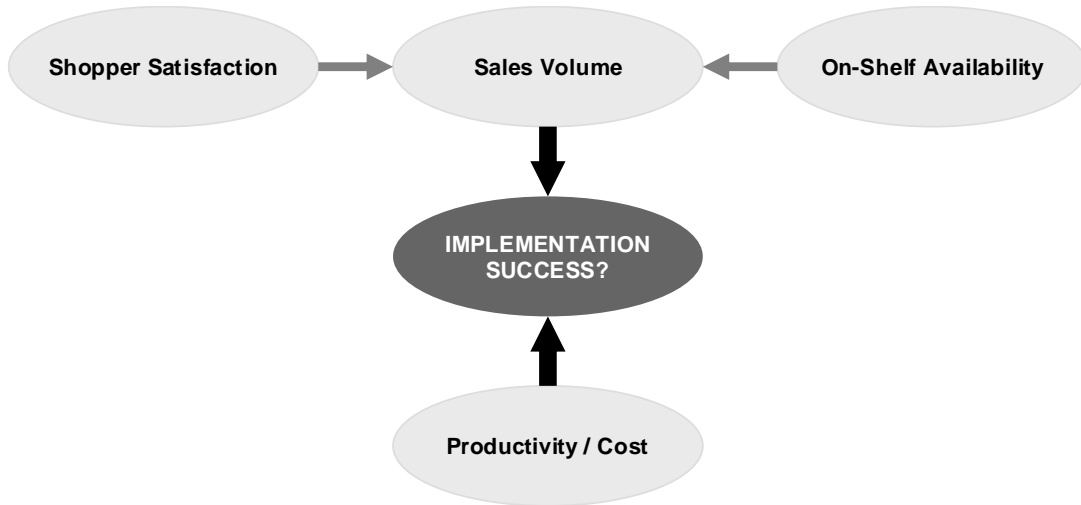 Shopper Satisfaction
Sales Volume
On-Shelf Availability
IMPLEMENTATION
SUCCESS?
Productivity / Cost